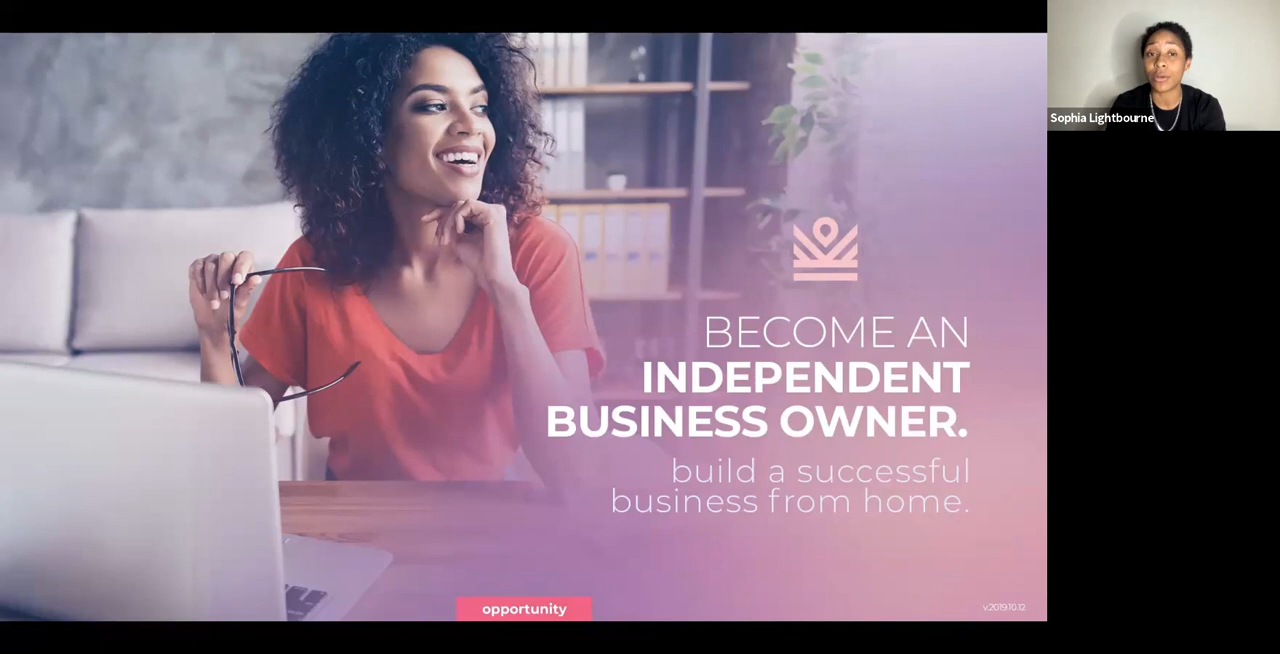 Sophia Lightbourne
BECOME AN
INDEPENDENT
BUSINESS OWNER.
build a successful
business from home.
opportunity
v.2019.10.12